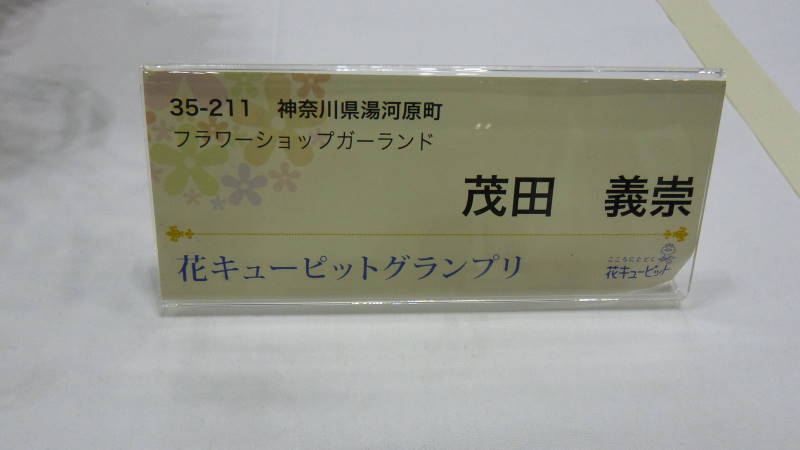 35-211 神奈川県湯河原町
フラワーショップガーランド
茂田 義崇
花キューピットグランプリ
こころにとどく
花キューピット